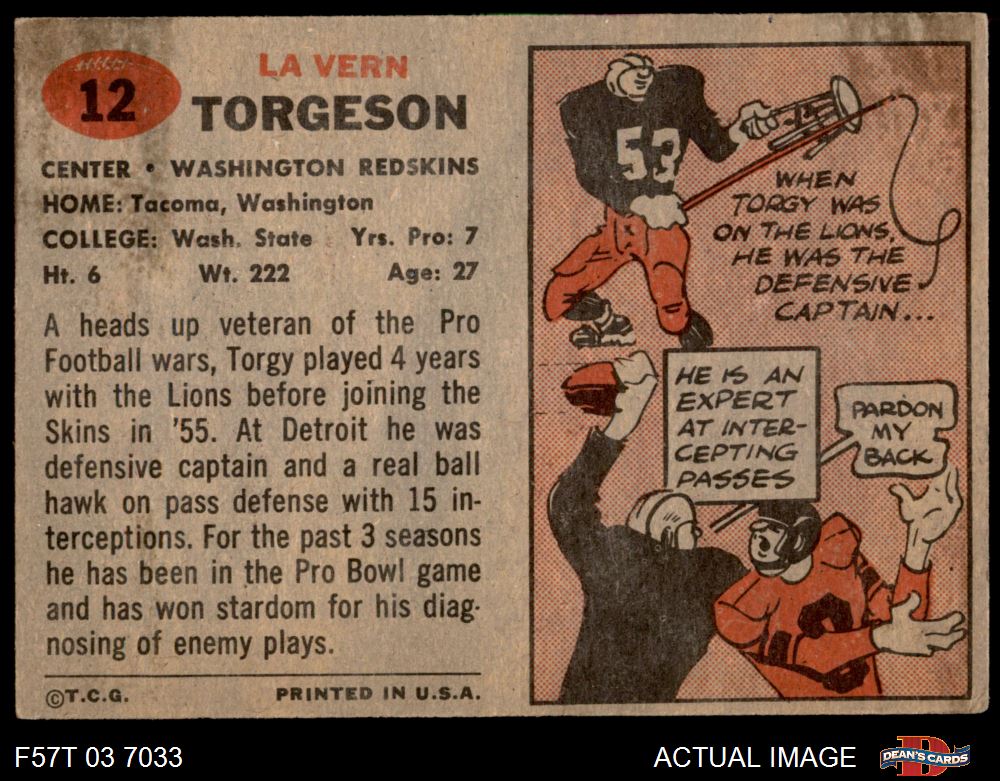 12
LA VERN
TORGESON
CENTER • WASHINGTON REDSKINS
HOME: Tacoma, Washington
COLLEGE: Wash. State Yrs. Pro: 7
Ht. 6 Wt. 222 Age: 27
A heads up veteran of the Pro
Football wars, Torgy played 4 years
with the Lions before joining the
Skins in '55. At Detroit he was
defensive captain and a real ball
hawk on pass defense with 15 in-
terceptions. For the past 3 seasons
he has been in the Pro Bowl game
and has won stardom for his diag-
nosing of enemy plays.
©T.C.G. PRINTED IN U.S.A.
53
WHEN
TORGY WAS
ON THE LIONS,
HE WAS THE
DEFENSIVE
CAPTAIN...
HE IS AN
EXPERT
AT INTER-
CEPTING
PASSES
PARDON
MY
BACK
F57T 03 7033
ACTUAL IMAGE
DEAN'S CARDS